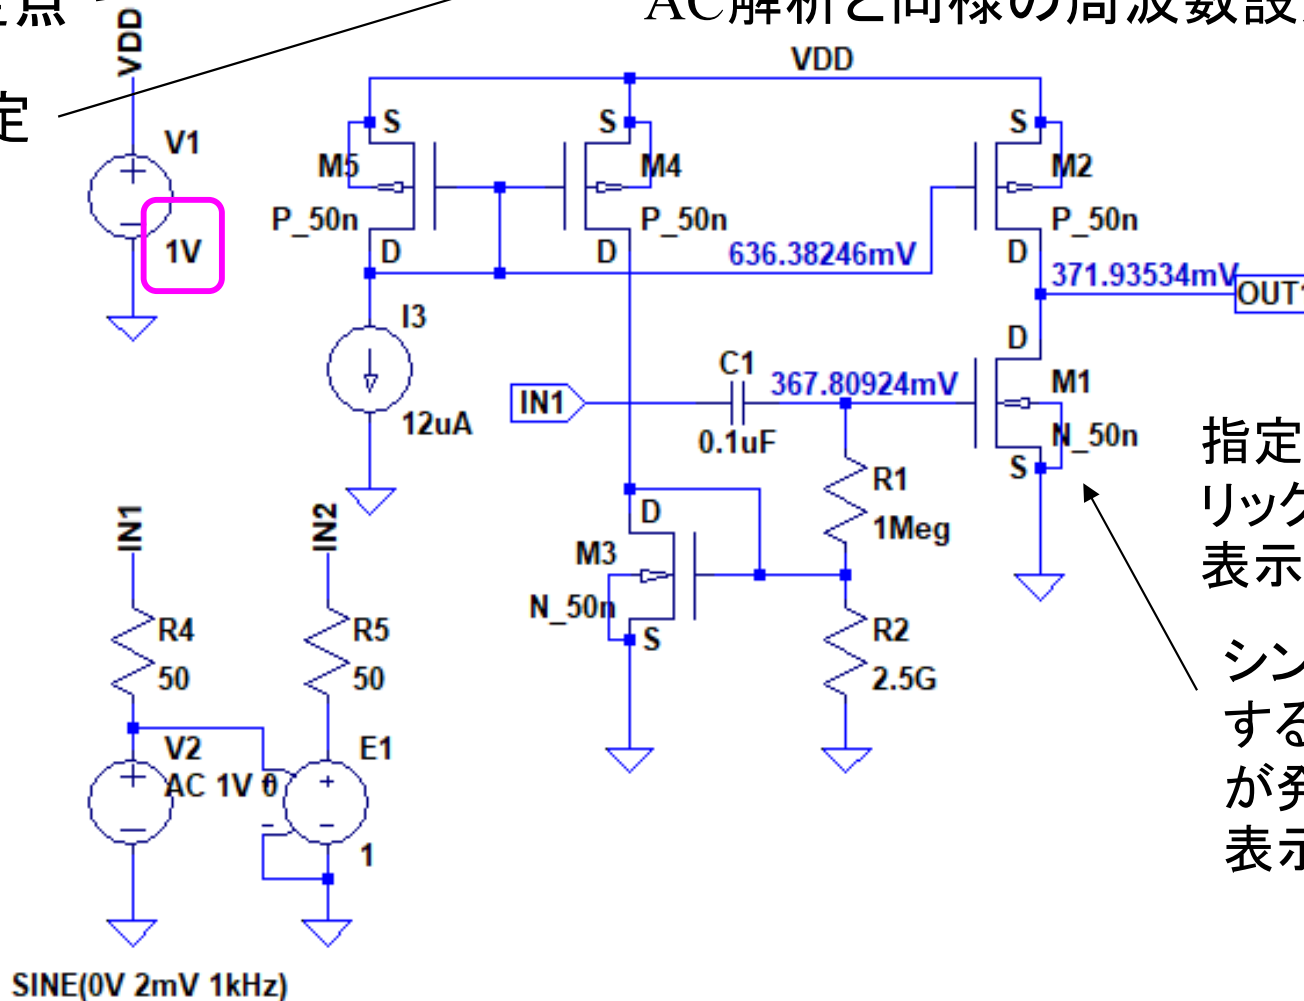 AC解析と同様の周波数設
定
VDD
VDD
V1
1V
S
M5
P_50n
D
S
M4
P_50n
D
S
M2
P_50n
D
636.38246mV
371.93534mV
OUT1
I3
12uA
IN1
C1
0.1uF
367.80924mV
D
M1
N_50n
S
指定
リック
表示
R1
1Meg
D
M3
N_50n
S
R2
2.5G
IN1
IN2
R4
50
R5
50
V2
AC 1V 0
E1
1
シン
する
が発
表示
SINE(0V 2mV 1kHz)